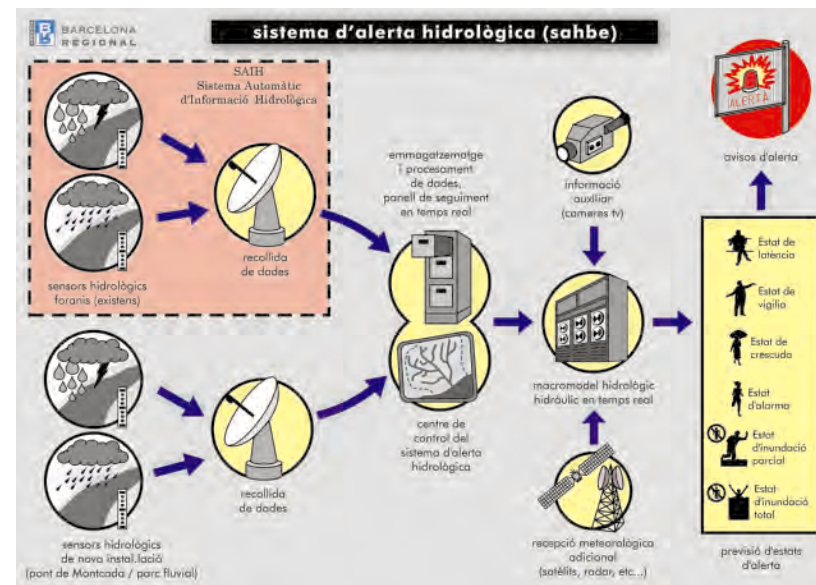 BARCELONA
REGIONAL
sistema d'alerta hidrològica (sahbe)
SAIH
Sistema Automàtic
d'Informació Hidrològica
sensors hidrològics
foranis (existens)
recollida
de dades
sensors hidrològics
de nova instal.lació
(pont de Montcada / parc fluvial)
recollida
de dades
emmagatzematge
i procesament
de dades,
panell de seguiment
en temps real
centre de
control del
sistema d'alerta
hidrològica
informació
auxiliar
(cameres tv)
macromodel hidrològic
hidràulic en temps real
recepció meteorològica
adicional
(satèlits, radar, etc...)
ALERTA
avisos d'alerta
Estat de
latència
Estat de
vigília
Estat de
crescuda
Estat
d'alarma
Estat
d'inundació
parcial
Estat
d'inundació
total
previsió d'estats
d'alerta